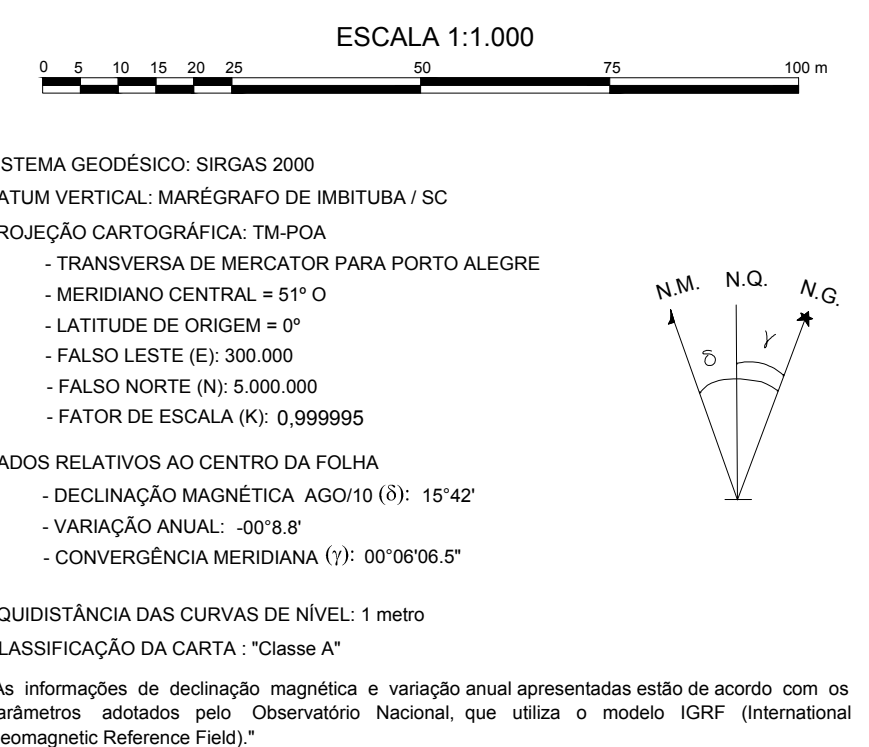 ESCALA 1:1.000
0 5 10 15 20 25 50 75 100 m
ISTEMA GEODÉSICO: SIRGAS 2000
ATUM VERTICAL: MARÉGRAFO DE IMBITUBA / SC
ROJEÇÃO CARTOGRÁFICA: TM-POA
- TRANSVERSA DE MERCATOR PARA PORTO ALEGRE
- MERIDIANO CENTRAL = 51º O
- LATITUDE DE ORIGEM = 0º
- FALSO LESTE (E): 300.000
- FALSO NORTE (N): 5.000.000
- FATOR DE ESCALA (K): 0,999995
N.M. N.Q. N.G.
δ γ
ADOS RELATIVOS AO CENTRO DA FOLHA
- DECLINAÇÃO MAGNÉTICA AGO/10 (δ): 15°42'
- VARIAÇÃO ANUAL: -00°8.8'
- CONVERGÊNCIA MERIDIANA (γ): 00°06'06.5"
QUIDISTÂNCIA DAS CURVAS DE NÍVEL: 1 metro
LASSIFICAÇÃO DA CARTA : "Classe A"
As informações de declinação magnética e variação anual apresentadas estão de acordo com os
arâmetros adotados pelo Observatório Nacional, que utiliza o modelo IGRF (International
eomagnetic Reference Field)."